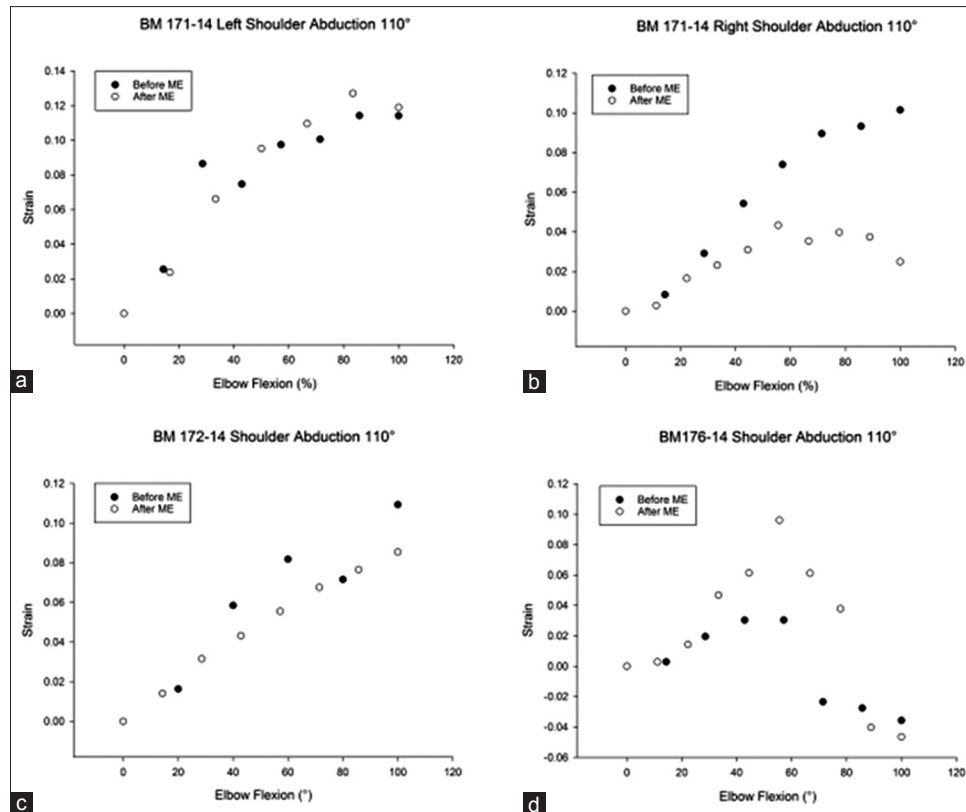 BM 171-14 Left Shoulder Abduction 110°
Before ME
After ME
0.14
0.12
0.10
0.08
0.06
0.04
0.02
0.00
Strain
0 20 40 60 80 100 120
Elbow Flexion (%)
a
BM 171-14 Right Shoulder Abduction 110°
Before ME
After ME
0.12
0.10
0.08
0.06
0.04
0.02
0.00
Strain
0 20 40 60 80 100 120
Elbow Flexion (%)
b
BM 172-14 Shoulder Abduction 110°
Before ME
After ME
0.12
0.10
0.08
0.06
0.04
0.02
0.00
Strain
0 20 40 60 80 100 120
Elbow Flexion (°)
c
BM176-14 Shoulder Abduction 110°
Before ME
After ME
0.12
0.10
0.08
0.06
0.04
0.02
0.00
-0.02
-0.04
-0.06
Strain
0 20 40 60 80 100 120
Elbow Flexion (°)
d